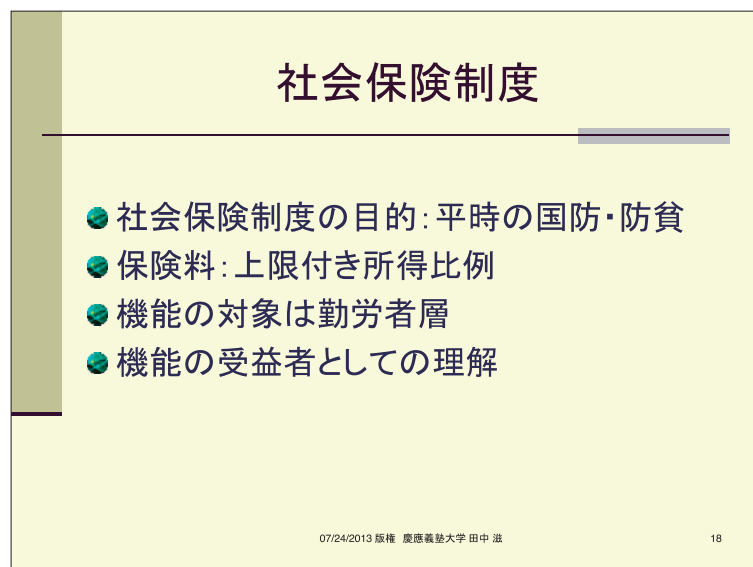 社会保険制度
社会保険制度の目的：平時の国防・防貧
保険料：上限付き所得比例
機能の対象は勤労者層
機能の受益者としての理解
07/24/2013 版権　慶應義塾大学 田中 滋
18